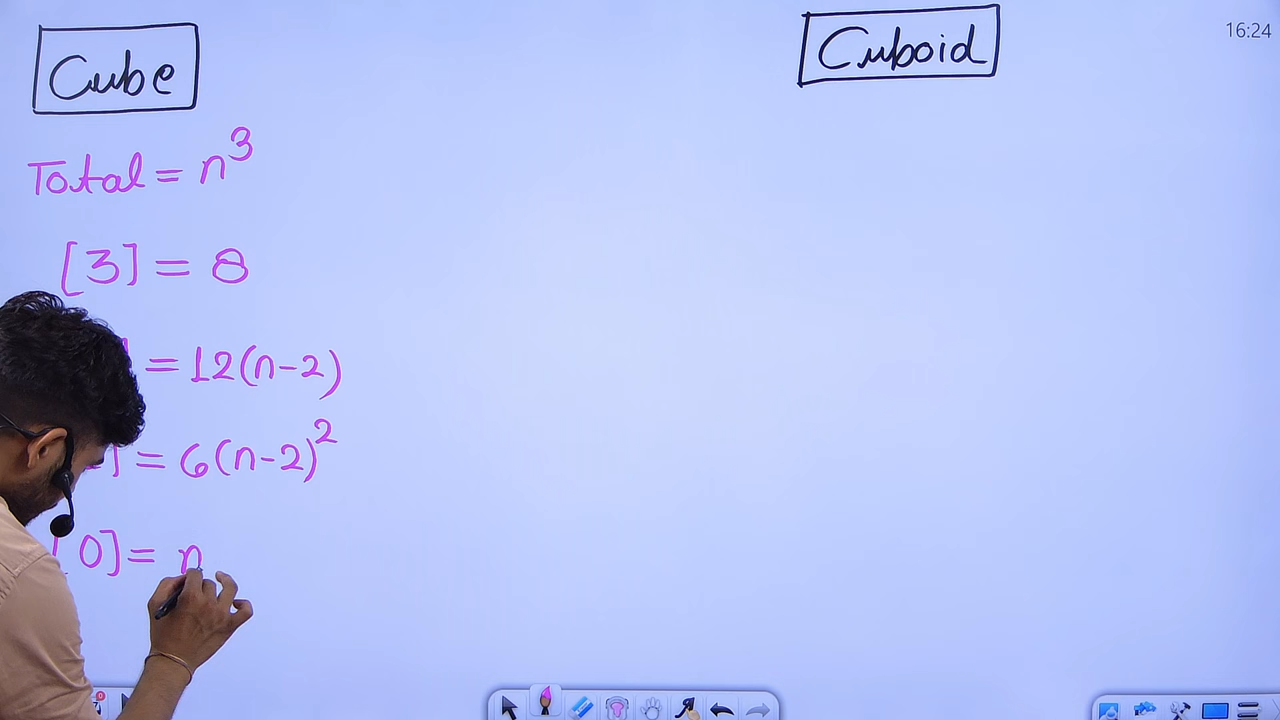 Cube
Cuboid
16:24
Total = n³
[3] = 8
] = 12(n-2)
] = 6(n-2)²
[0] = n